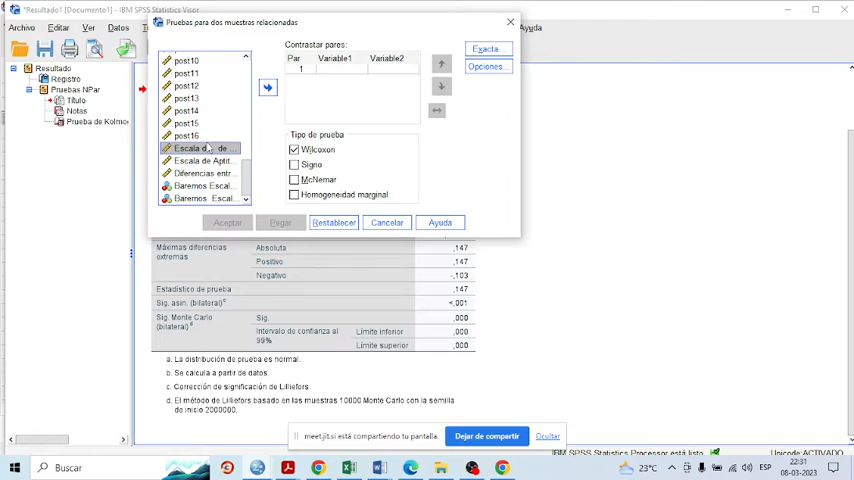 *Resultado1 [Documento1] - IBM SPSS Statistics Visor
Archivo
Editar
Ver
Datos
Ayuda
Pruebas para dos muestras relacionadas
Resultado
Registro
Pruebas NPar
Título
Notas
Prueba de Kolmog
post10
post11
post12
post13
post14
post15
post16
Escala de de ...
Escala de Aptit...
Diferencias entr...
Baremos Escal...
Baremos Escal...
Contrastar pares:
Par Variable1 Variable2
1
Exacta...
Opciones...
Tipo de prueba
Wilcoxon
Signo
McNemar
Homogeneidad marginal
Aceptar
Pegar
Restablecer
Cancelar
Ayuda
Máximas diferencias extremas
Absoluta ,147
Positivo ,147
Negativo -,103
Estadístico de prueba ,147
Sig. asin. (bilateral)c <,001
Sig. Monte Carlo (bilateral)d
Sig. ,000
Intervalo de confianza al 99%
Límite inferior ,000
Límite superior ,000
a. La distribución de prueba es normal.
b. Se calcula a partir de datos.
c. Corrección de significación de Lilliefors.
d. El método de Lilliefors basado en las muestras 10000 Monte Carlo con la semilla
de inicio 2000000.
meet.jit.si está compartiendo tu pantalla.
Dejar de compartir
Ocultar
IBM SPSS Statistics Processor está listo
Unicode:ACTIVADO
Buscar
23°C
ESP
22:31
08-03-2023